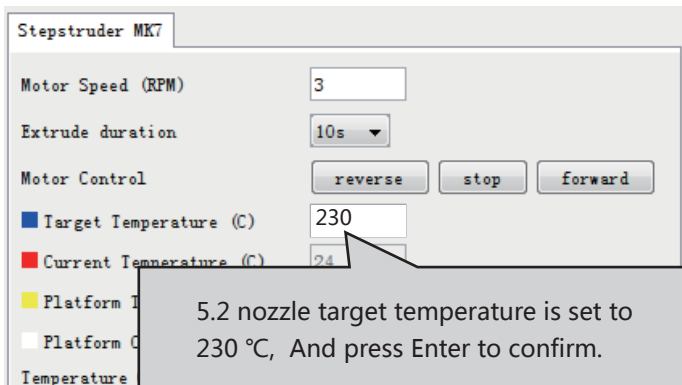 Stepstruder MK7
Motor Speed (RPM) 3
Extrude duration 10s
Motor Control reverse stop forward
Target Temperature (C) 230
Current Temperature (C) 24
Platform
Platform
Temperature
5.2 nozzle target temperature is set to
230 ℃, And press Enter to confirm.